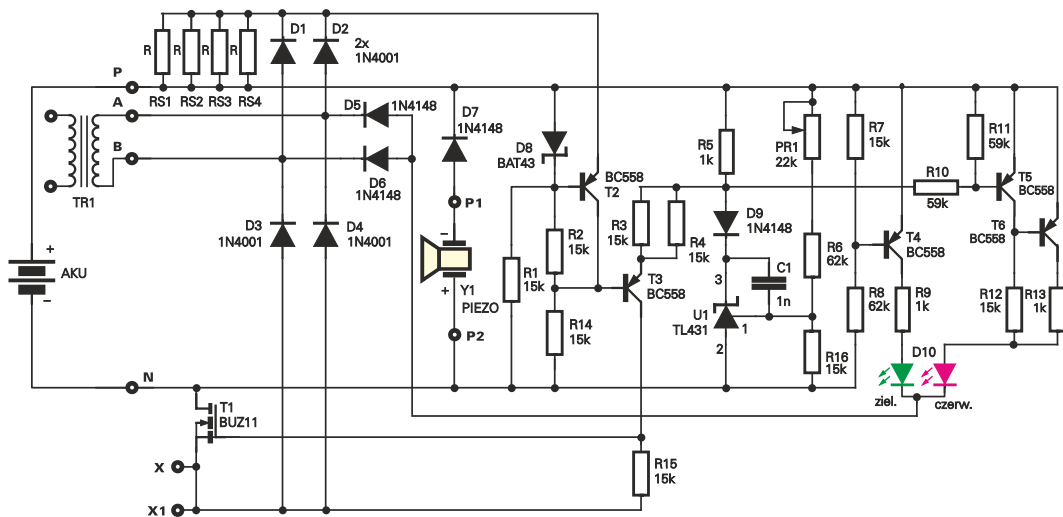 R R R R
D1
D2
2x
1N4001
P
RS1 RS2 RS3 RS4
A
D5
1N4148
D7
1N4148
B
D6
1N4148
TR1
D8
BAT43
BC558
T2
R5
1k
PR1
22k
R7
15k
R11
59k
R10
59k
T5
BC558
P1
R3
15k
R4
15k
D9
1N4148
T6
BC558
D3
1N4001
D4
1N4001
R2
15k
R6
62k
T4
BC558
+
AKU
−
−
+
Y1
PIEZO
R1
15k
T3
BC558
3
C1
1n
U1
TL431
1
2
R8
62k
R9
1k
R12
15k
R13
1k
P2
R14
15k
R16
15k
D10
N
ziel.
czerw.
T1
BUZ11
X
R15
15k
X1